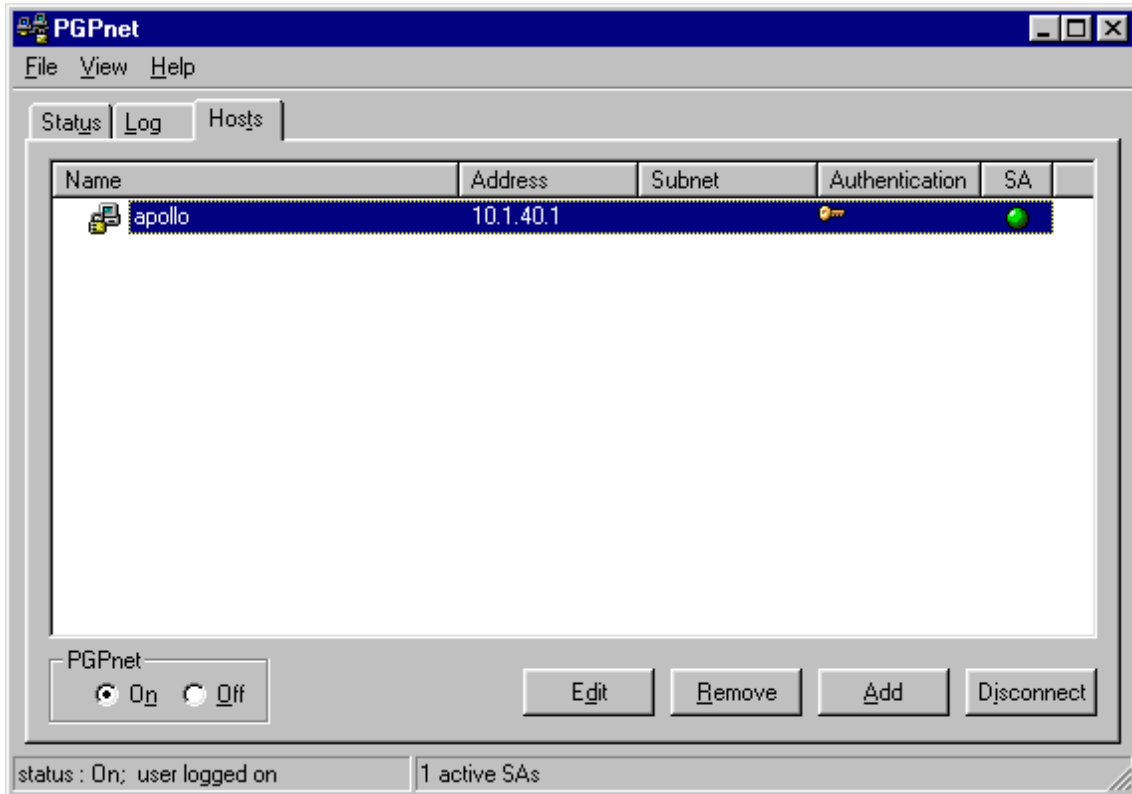 PGPnet
File View Help
Status Log Hosts
Name Address Subnet Authentication SA
apollo 10.1.40.1
PGPnet
On Off Edit Remove Add Disconnect
status : On; user logged on 1 active SAs